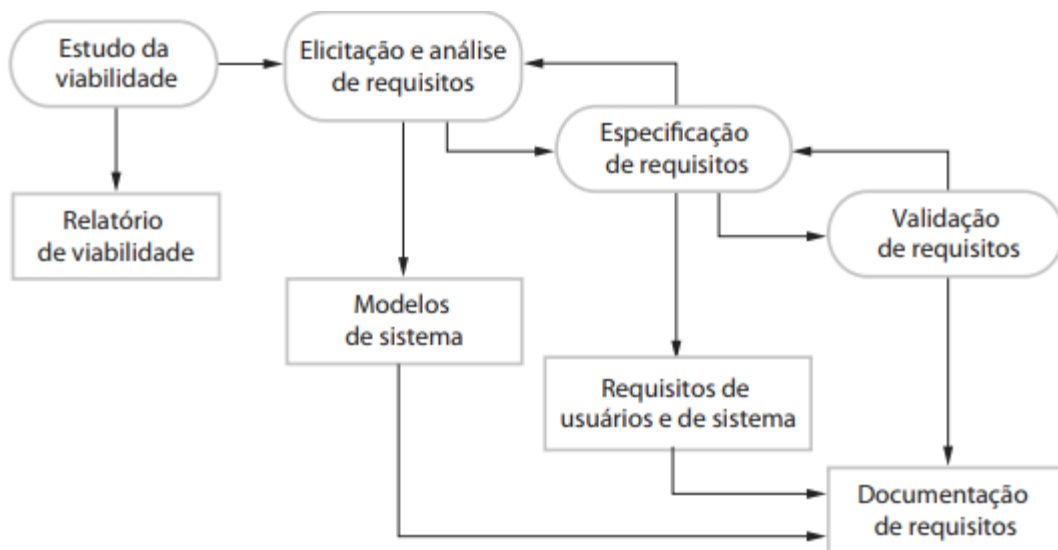 Estudo da
viabilidade
Elicitação e análise
de requisitos
Especificação
de requisitos
Validação
de requisitos
Relatório
de viabilidade
Modelos
de sistema
Requisitos de
usuários e de sistema
Documentação
de requisitos